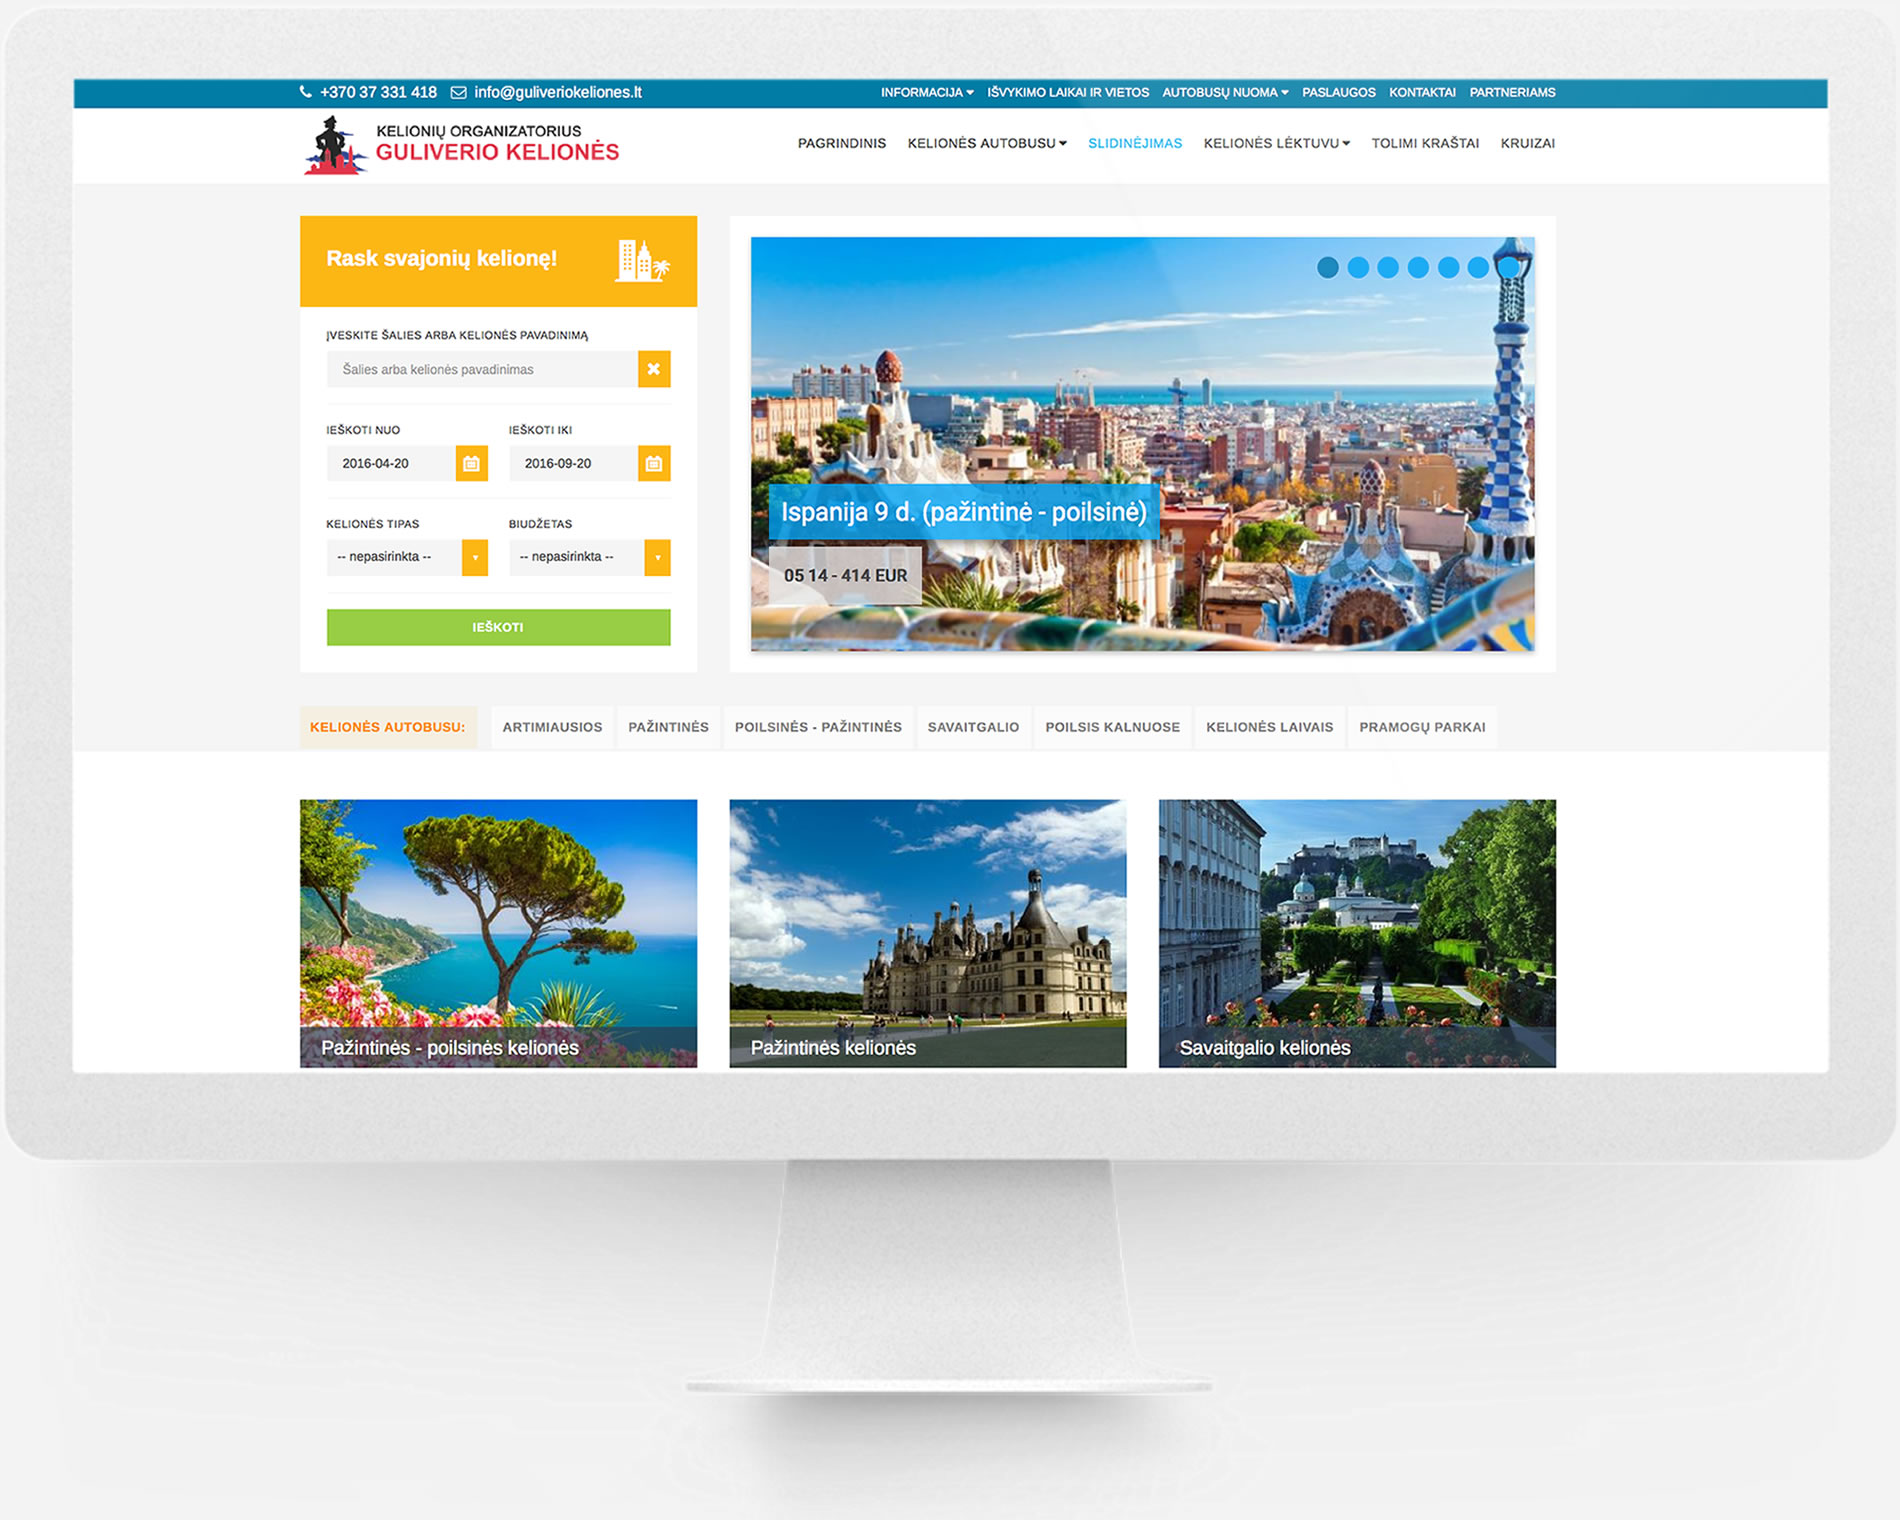 +370 37 331 418 info@guliveriokeliones.lt INFORMACIJA IŠVYKIMO LAIKAI IR VIETOS AUTOBUSŲ NUOMA PASLAUGOS KONTAKTAI PARTNERIAMS
KELIONIŲ ORGANIZATORIUS
GULIVERIO KELIONĖS
PAGRINDINIS KELIONĖS AUTOBUSU SLIDINĖJIMAS KELIONĖS LĖKTUVU TOLIMI KRAŠTAI KRUIZAI
Rask svajonių kelionę!
ĮVESKITE ŠALIES ARBA KELIONĖS PAVADINIMĄ
Šalies arba kelionės pavadinimas
IEŠKOTI NUO IEŠKOTI IKI
2016-04-20 2016-09-20
KELIONĖS TIPAS BIUDŽETAS
-- nepasirinkta -- -- nepasirinkta --
IEŠKOTI
Ispanija 9 d. (pažintinė - poilsinė)
05 14 - 414 EUR
KELIONĖS AUTOBUSU: ARTIMIAUSIOS PAŽINTINĖS POILSINĖS - PAŽINTINĖS SAVAITGALIO POILSIS KALNUOSE KELIONĖS LAIVAIS PRAMOGŲ PARKAI
Pažintinės - poilsinės kelionės
Pažintinės kelionės
Savaitgalio kelionės